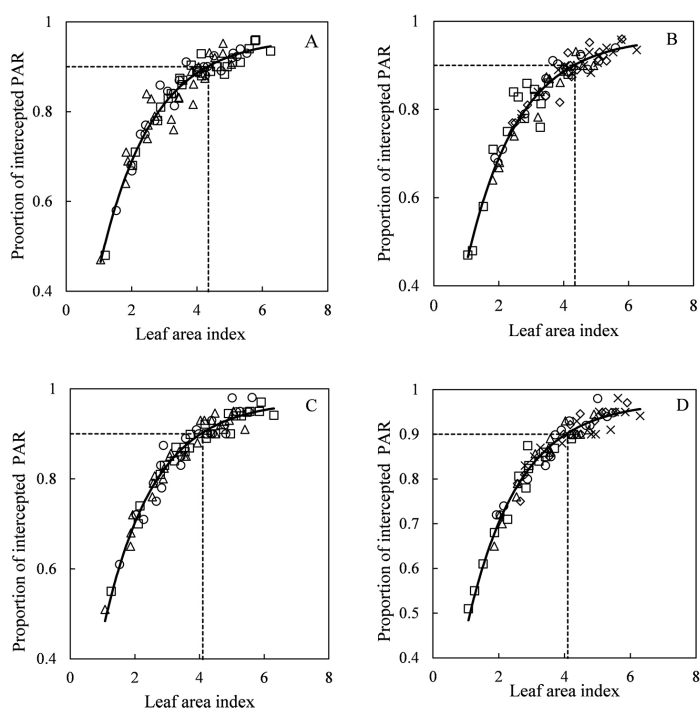 A
Prootion of intercepted PAR
1
0.8
0.6
0.4
0 2 4 6 8
Leaf area index
B
Proportion of intercepted PAR
1
0.8
0.6
0.4
0 2 4 6 8
Leaf area index
C
Proportion of intercepted PAR
1
0.8
0.6
0.4
0 2 4 6 8
Leaf area index
D
Proportion of intercepted PAR
1
0.9
0.8
0.7
0.6
0.5
0.4
0 2 4 6 8
Leaf area index